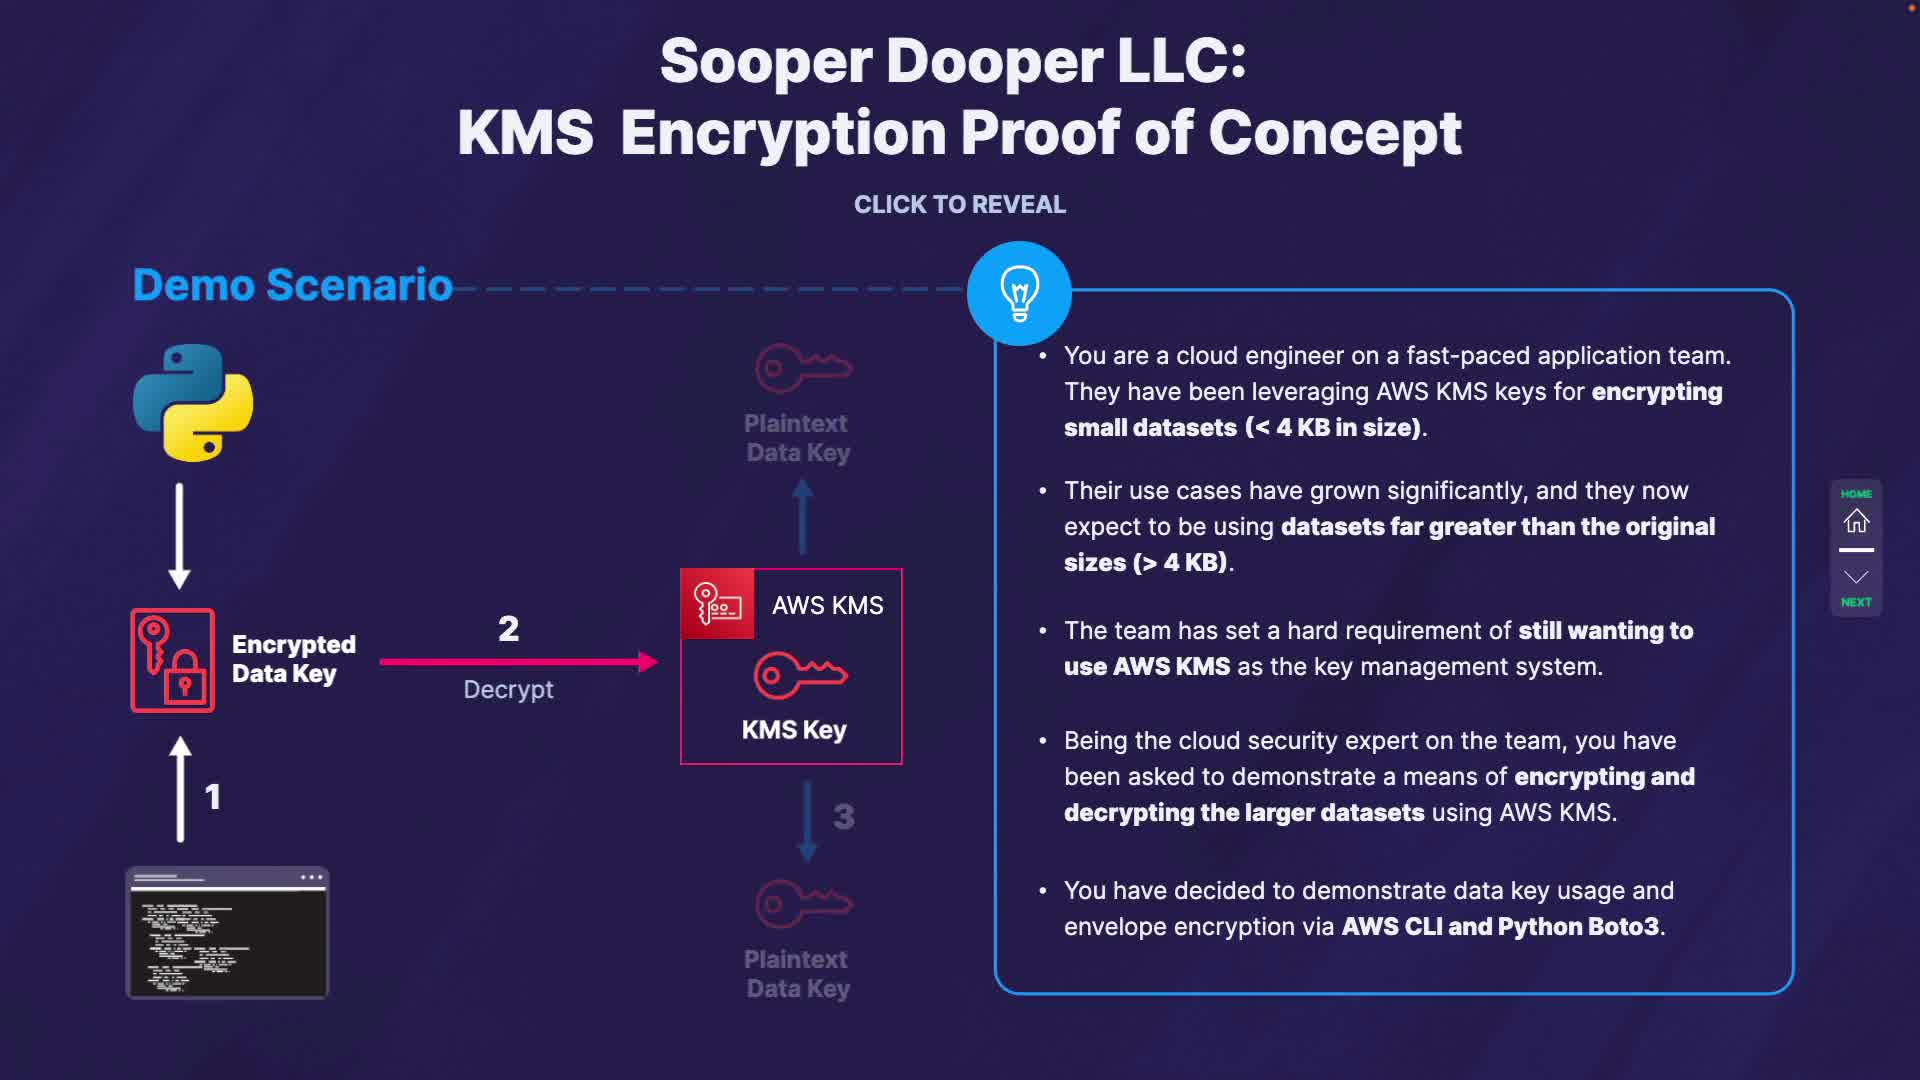 Sooper Dooper LLC:
KMS  Encryption Proof of Concept
CLICK TO REVEAL
Demo Scenario
Plaintext
Data Key
AWS KMS
KMS Key
2
Decrypt
Encrypted
Data Key
1
3
Plaintext
Data Key
• You are a cloud engineer on a fast-paced application team.
They have been leveraging AWS KMS keys for encrypting
small datasets (< 4 KB in size).
• Their use cases have grown significantly, and they now
expect to be using datasets far greater than the original
sizes (> 4 KB).
• The team has set a hard requirement of still wanting to
use AWS KMS as the key management system.
• Being the cloud security expert on the team, you have
been asked to demonstrate a means of encrypting and
decrypting the larger datasets using AWS KMS.
• You have decided to demonstrate data key usage and
envelope encryption via AWS CLI and Python Boto3.
HOME
NEXT